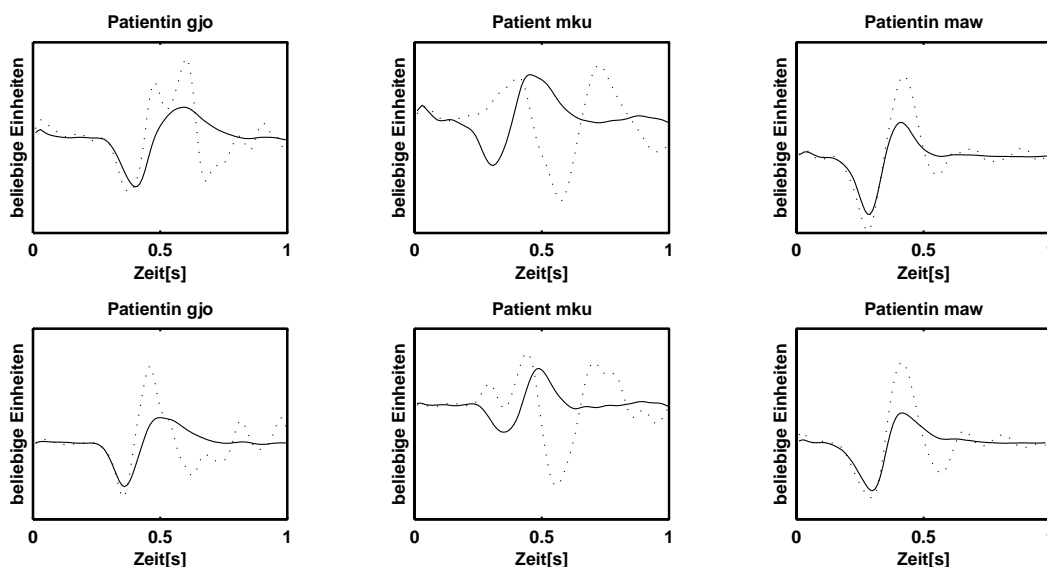 Patientin gjo
Patient mku
Patientin maw
beliebige Einheiten
beliebige Einheiten
beliebige Einheiten
0 0.5 1
0 0.5 1
0 0.5 1
Zeit[s]
Zeit[s]
Zeit[s]
Patientin gjo
Patient mku
Patientin maw
beliebige Einheiten
beliebige Einheiten
beliebige Einheiten
0 0.5 1
0 0.5 1
0 0.5 1
Zeit[s]
Zeit[s]
Zeit[s]